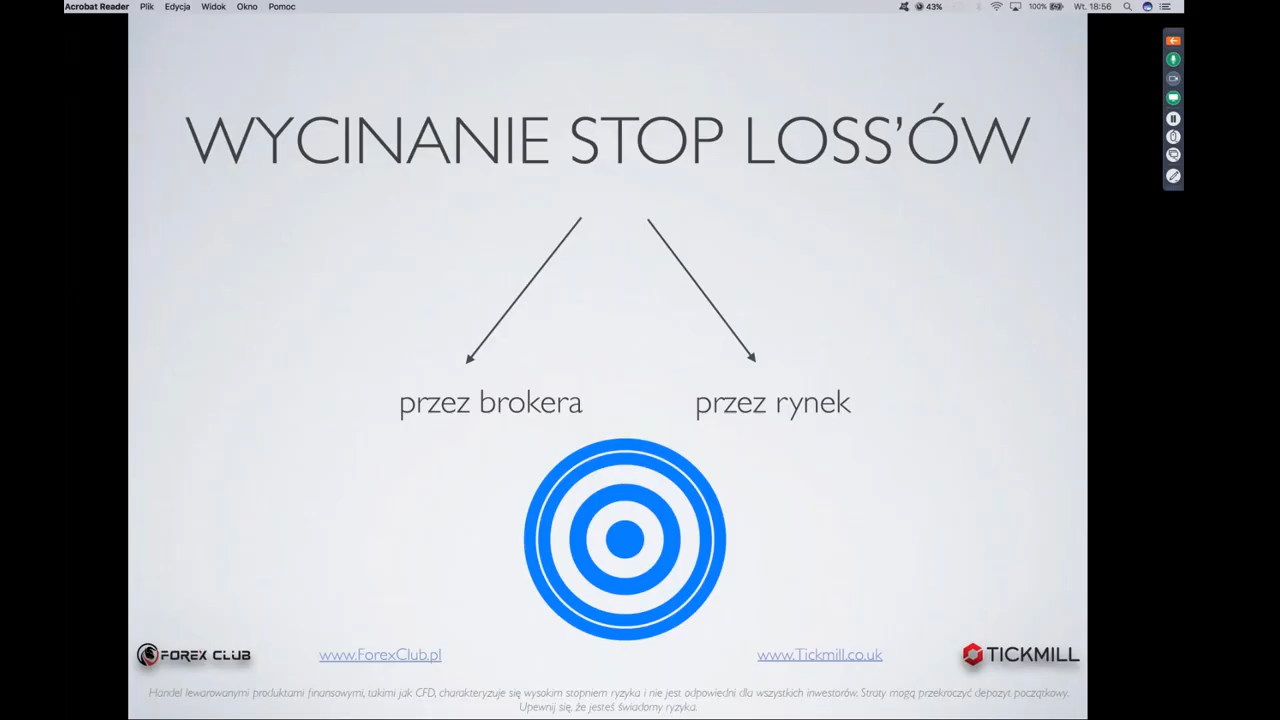 Acrobat Reader Plik Edycja Widok Okno Pomoc 43% 100% Wt. 18:56
WYCINANIE STOP LOSS’ÓW
przez brokera przez rynek
FOREX CLUB www.ForexClub.pl www.Tickmill.co.uk TICKMILL
Handel lewarowanymi produktami finansowymi, takimi jak CFD, charakteryzuje się wysokim stopniem ryzyka i nie jest odpowiedni dla wszystkich inwestorów. Straty mogą przekroczyć depozyt początkowy.
Upewnij się, że jesteś świadomy ryzyka.